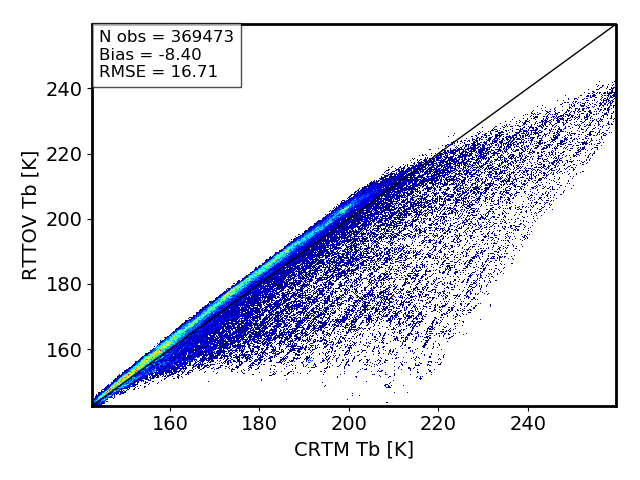 N obs = 369473
Bias = -8.40
RMSE = 16.71
240
220
200
180
160
RTTOV Tb [K]
160 180 200 220 240
CRTM Tb [K]